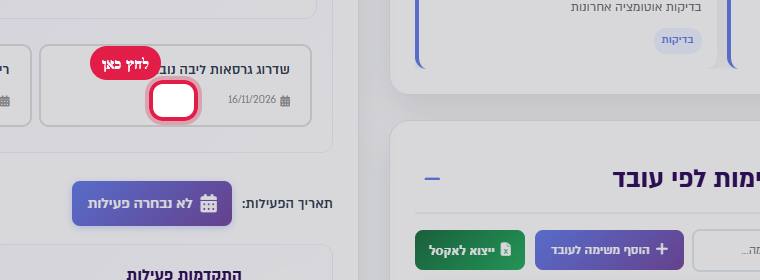 בדיקות אוטומציה אחרונות
בדיקות
ימות לפי עובד
הוסף משימה לעובד
ייצוא לאקסל
שדרוג גרסאות ליבה נוב
לחץ כאן
16/11/2026
תאריך הפעילות:
לא נבחרה פעילות
התקדמות פעילות